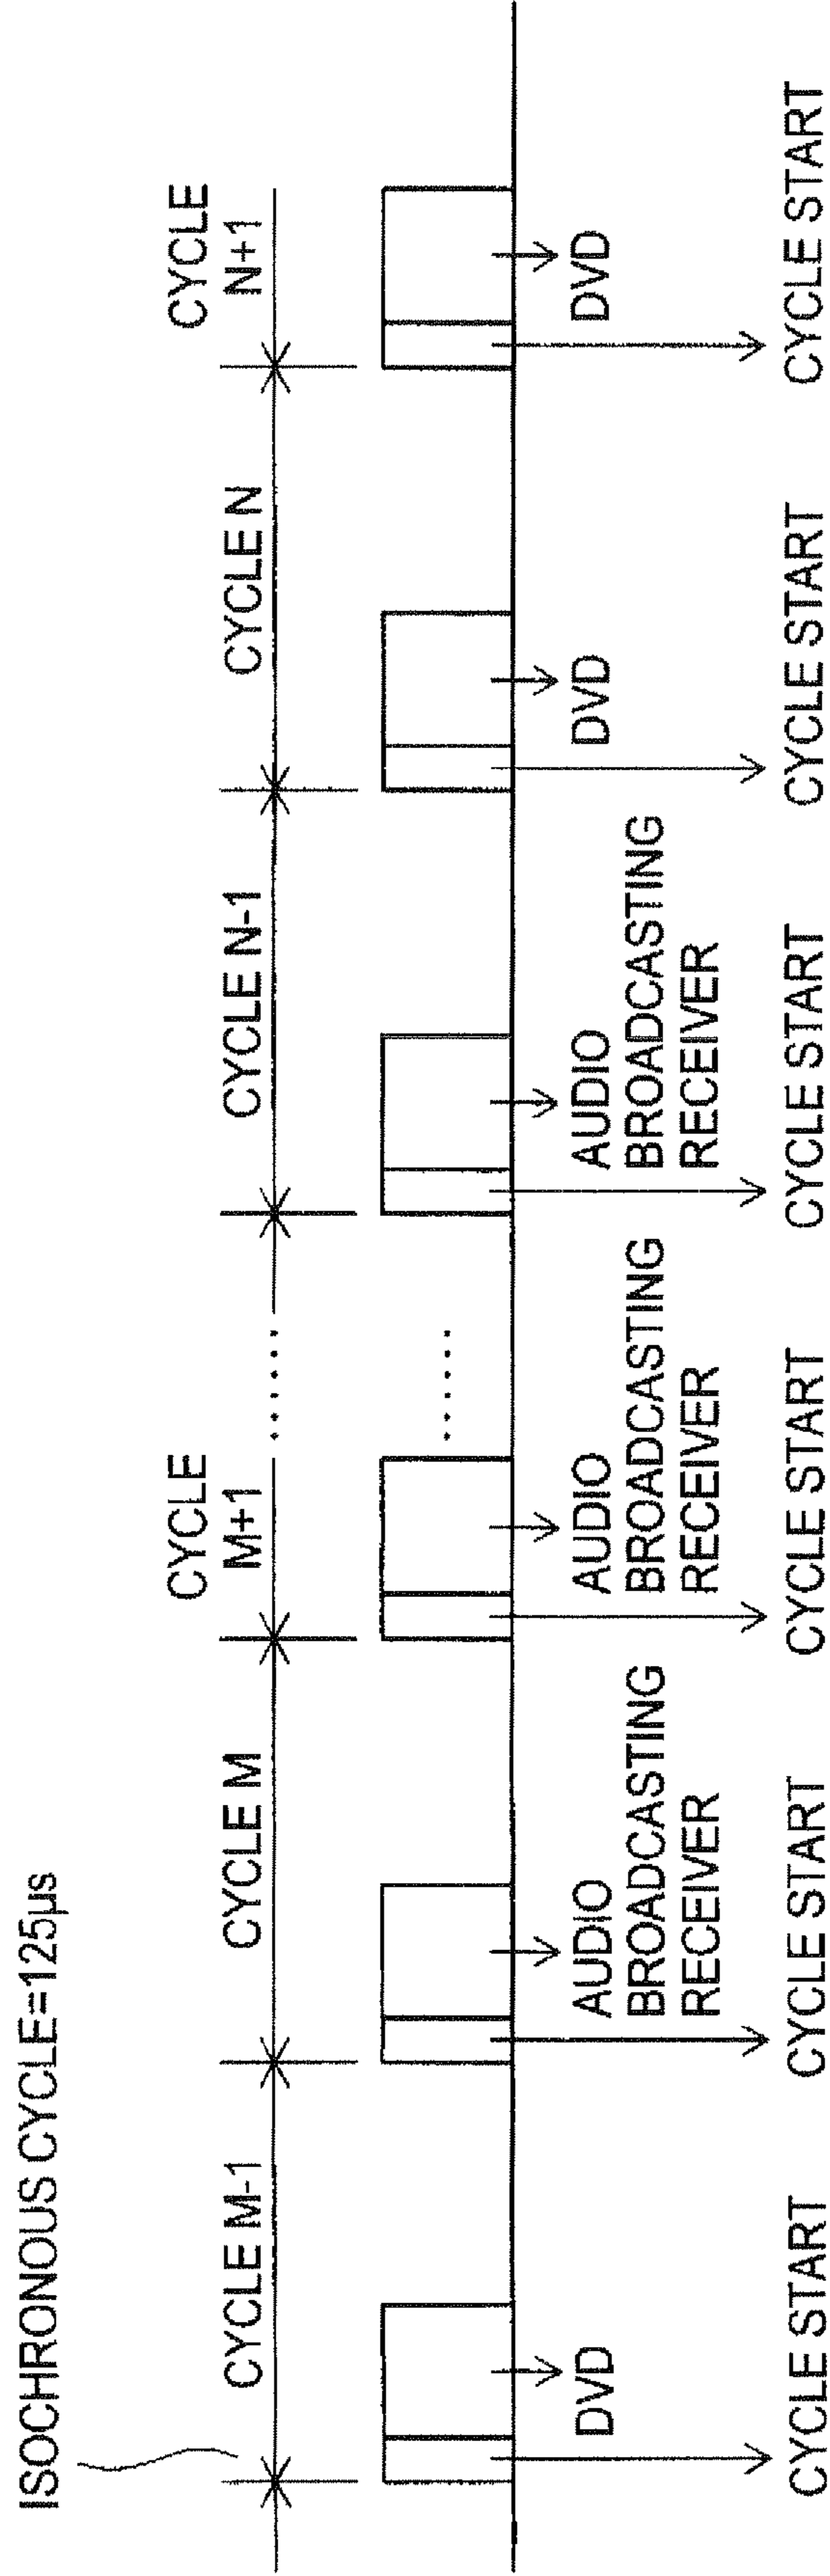 ISOCHRONOUS CYCLE=125µs
CYCLE M-1
CYCLE M
CYCLE
M+1
CYCLE N-1
CYCLE N
CYCLE
N+1
DVD
AUDIO
BROADCASTING
RECEIVER
AUDIO
BROADCASTING
RECEIVER
AUDIO
BROADCASTING
RECEIVER
DVD
DVD
CYCLE START
CYCLE START
CYCLE START
CYCLE START
CYCLE START
CYCLE START